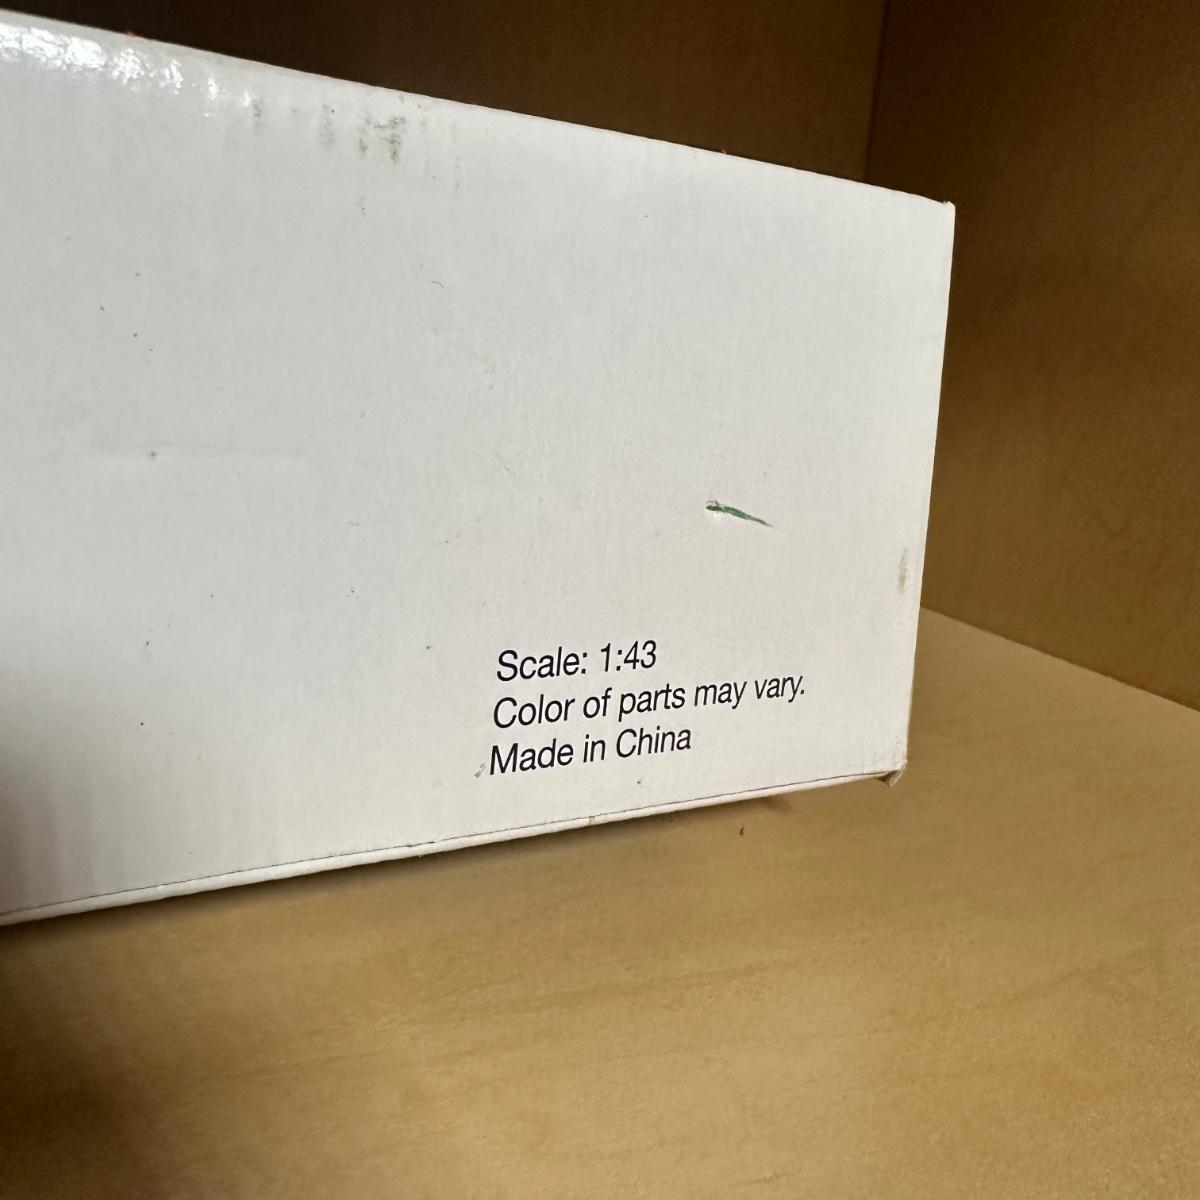 Scale: 1:43
Color of parts may vary.
Made in China